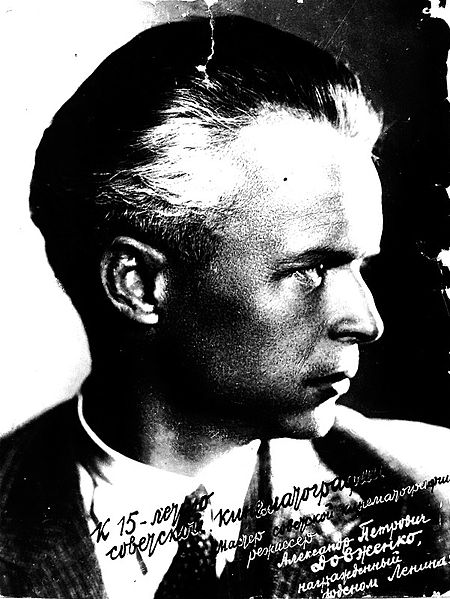 К 15-летию
советской Кинематографии
мастер советской кинематографии
режиссер
Александр Петрович
Довженко,
награжденный
орденом Ленина.